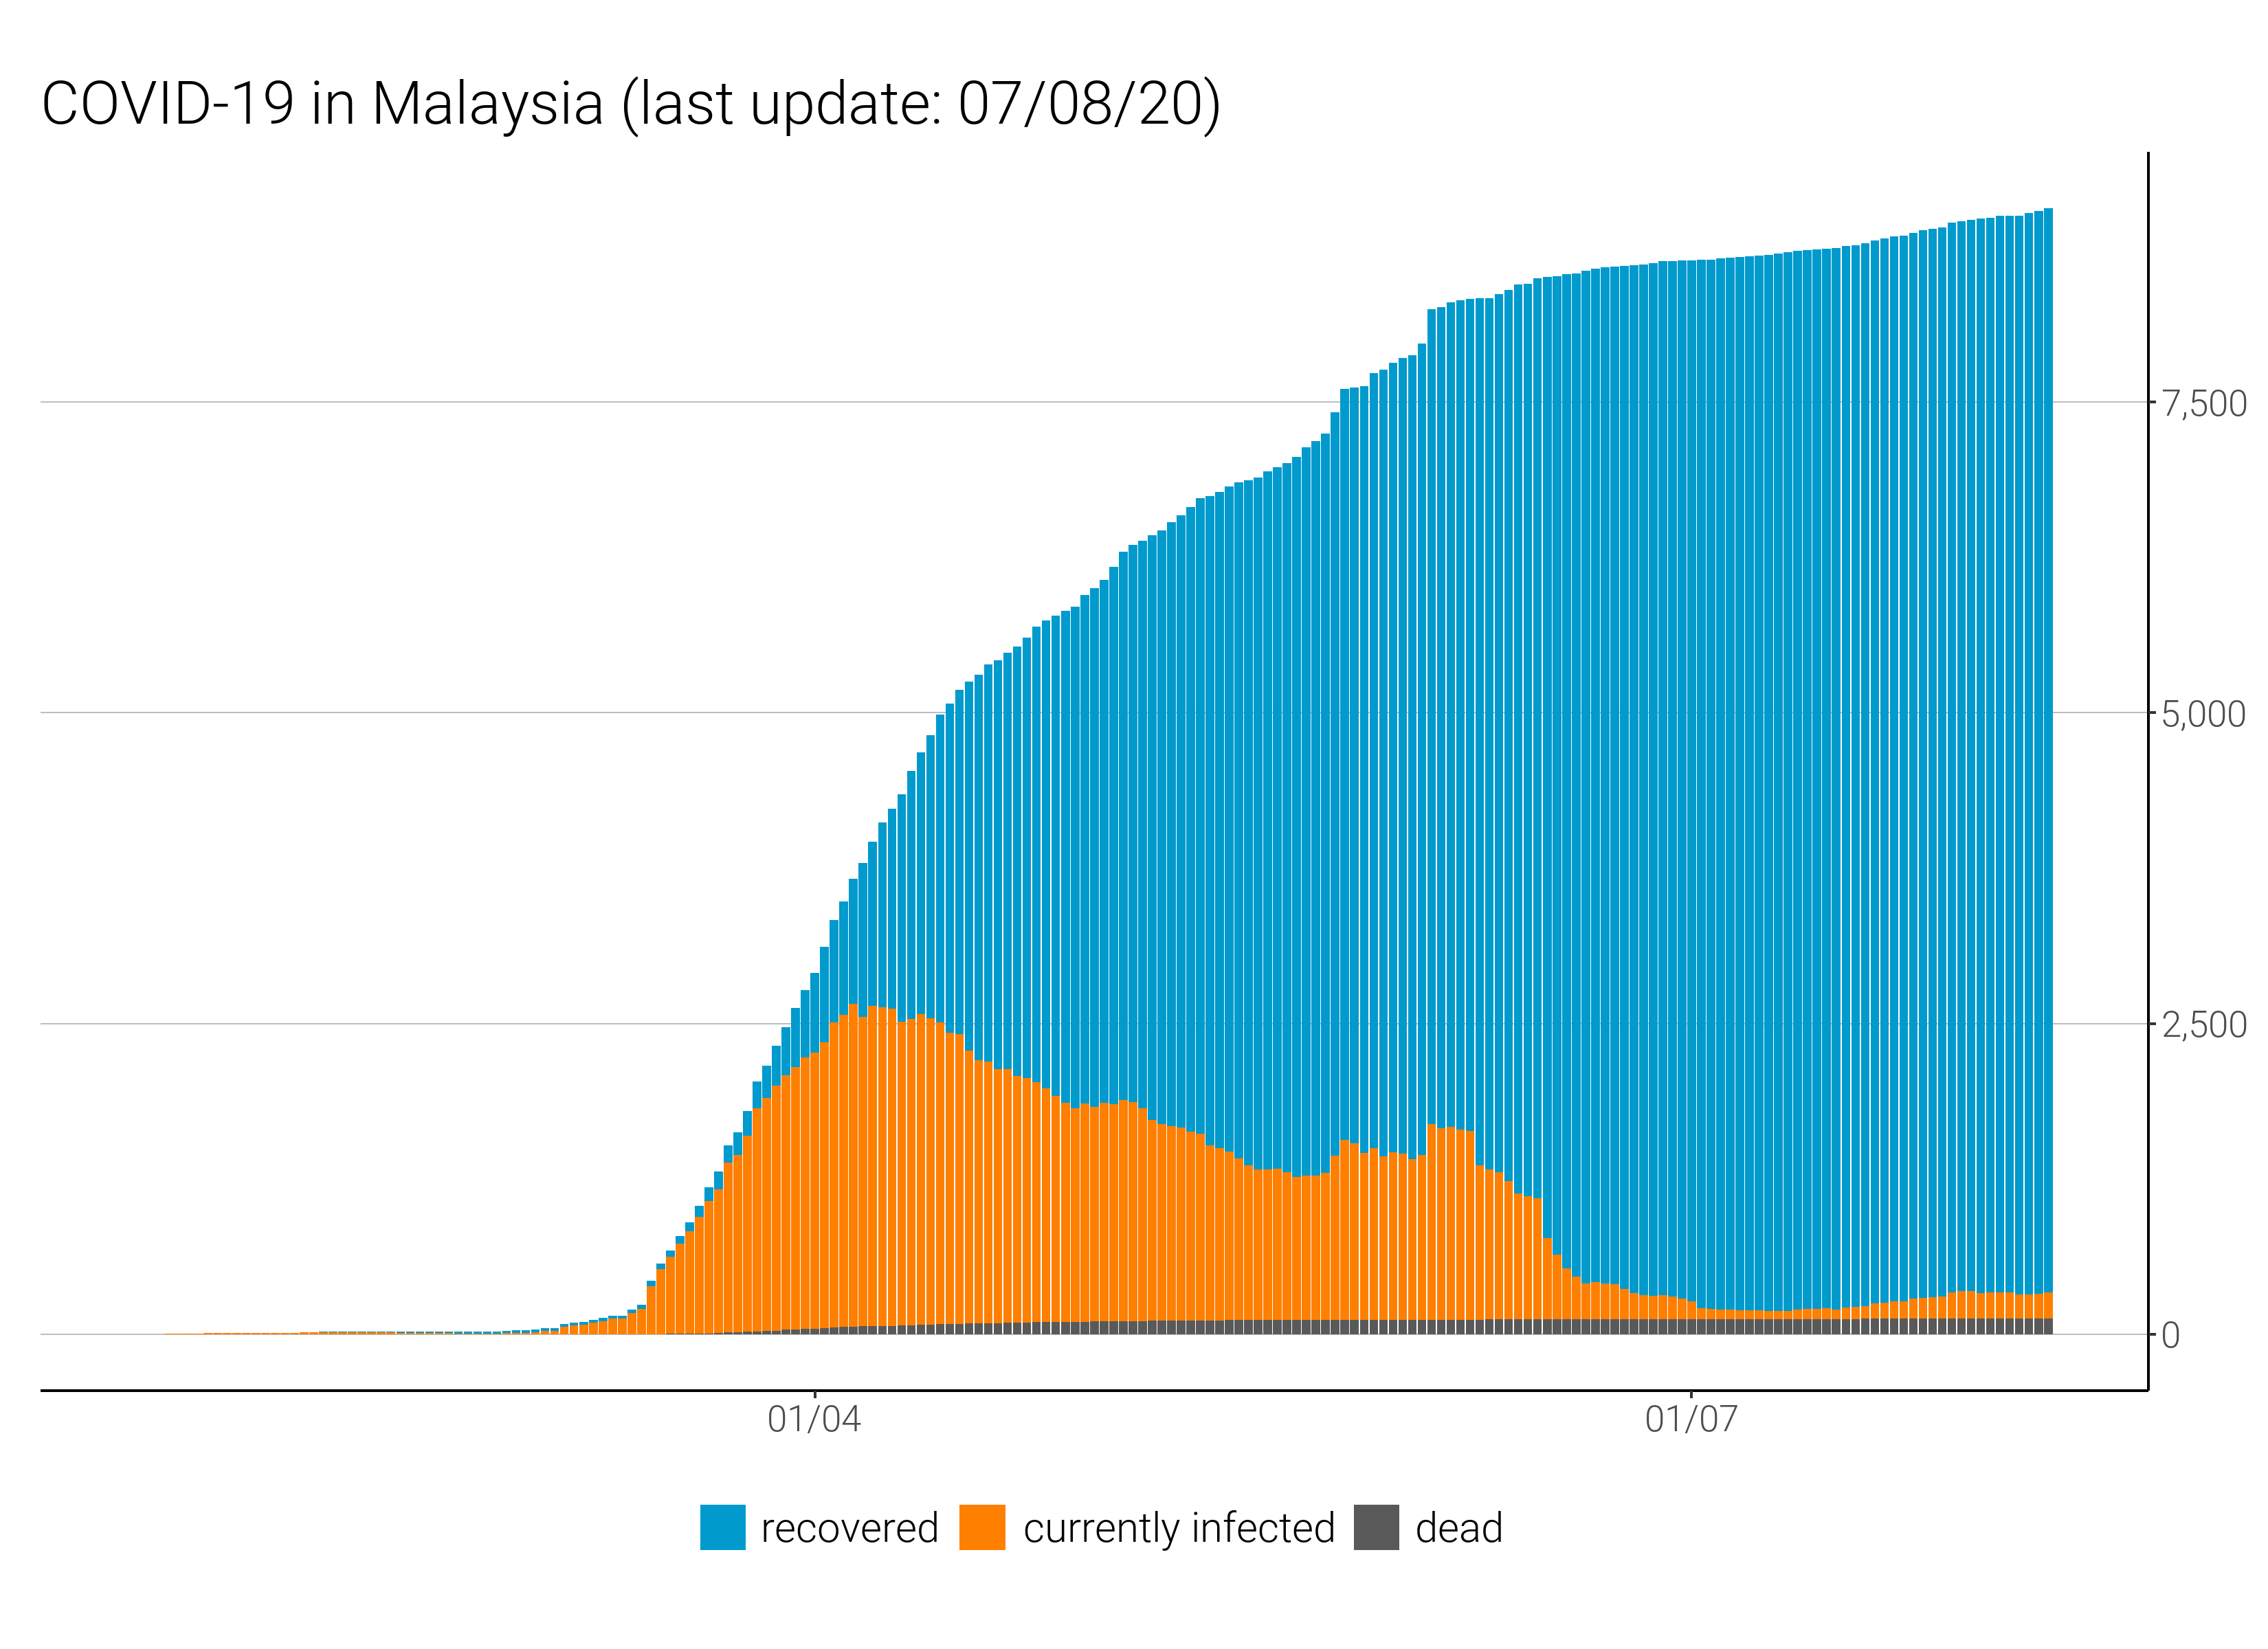 COVID-19 in Malaysia (last update: 07/08/20)
7,500
5,000
2,500
0
01/04 01/07
recovered currently infected dead